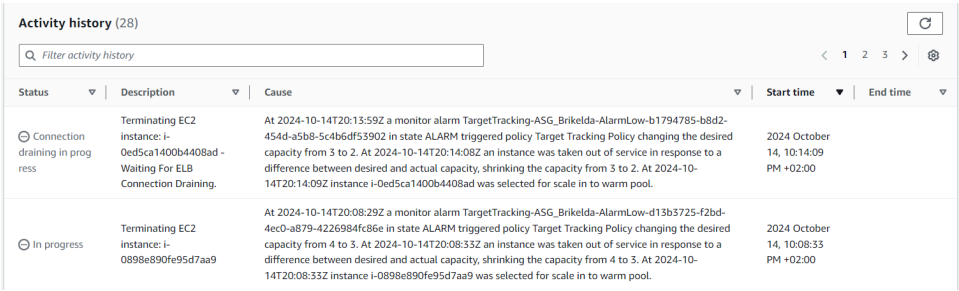 Activity history (28)
Filter activity history
1 2 3
Status Description Cause Start time End time
Connection
draining in prog
ress
Terminating EC2
instance: i-
0ed5ca1400b4408ad -
Waiting For ELB
Connection Draining.
At 2024-10-14T20:13:59Z a monitor alarm TargetTracking-ASG_Brikelda-AlarmLow-b1794785-b8d2-
454d-a5b8-5c4b6df53902 in state ALARM triggered policy Target Tracking Policy changing the desired
capacity from 3 to 2. At 2024-10-14T20:14:08Z an instance was taken out of service in response to a
difference between desired and actual capacity, shrinking the capacity from 3 to 2. At 2024-10-
14T20:14:09Z instance i-0ed5ca1400b4408ad was selected for scale in to warm pool.
2024 October
14, 10:14:09
PM +02:00
In progress
Terminating EC2
instance: i-
0898e890fe95d7aa9
At 2024-10-14T20:08:29Z a monitor alarm TargetTracking-ASG_Brikelda-AlarmLow-d13b3725-f2bd-
4ec0-a879-4226984fc86e in state ALARM triggered policy Target Tracking Policy changing the desired
capacity from 4 to 3. At 2024-10-14T20:08:33Z an instance was taken out of service in response to a
difference between desired and actual capacity, shrinking the capacity from 4 to 3. At 2024-10-
14T20:08:33Z instance i-0898e890fe95d7aa9 was selected for scale in to warm pool.
2024 October
14, 10:08:33
PM +02:00